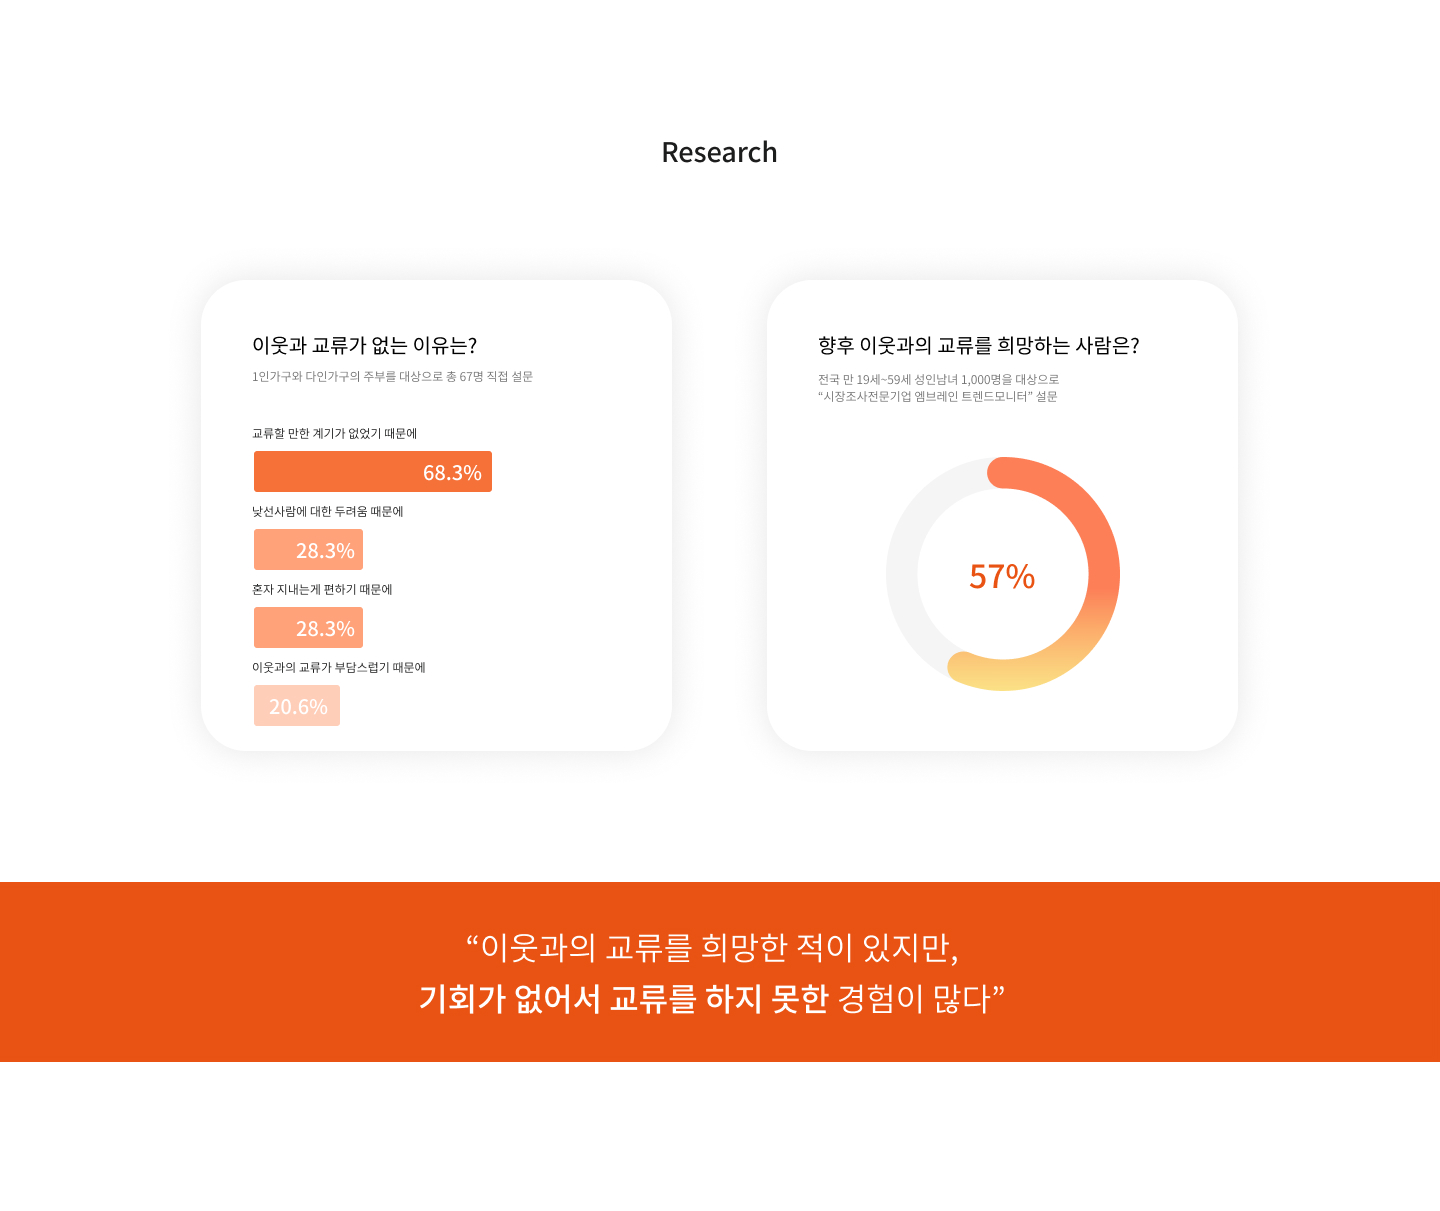 Research
이웃과 교류가 없는 이유는?
1인가구와 다인가구의 주부를 대상으로 총 67명 직접 설문
교류할 만한 계기가 없었기 때문에
68.3%
낯선사람에 대한 두려움 때문에
28.3%
혼자 지내는게 편하기 때문에
28.3%
이웃과의 교류가 부담스럽기 때문에
20.6%
향후 이웃과의 교류를 희망하는 사람은?
전국 만 19세~59세 성인남녀 1,000명을 대상으로
“시장조사전문기업 엠브레인 트렌드모니터” 설문
57%
“이웃과의 교류를 희망한 적이 있지만,
기회가 없어서 교류를 하지 못한 경험이 많다”